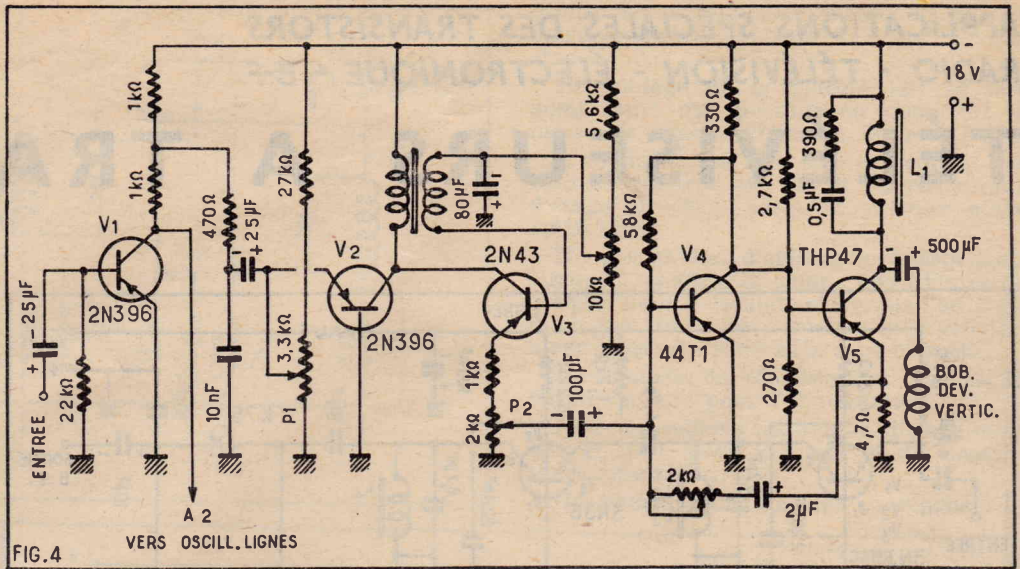 APPLICATIONS SPÉCIALES DES TRANSISTORS
RADIO - TÉLÉVISION - ÉLECTRONIQUE - B-F
1kΩ
1kΩ
V1
2N396
25µF
ENTREE
22kΩ
A2
VERS OSCILL. LIGNES
470Ω
25µF
10nF
27kΩ
3,3kΩ
P1
V2
2N396
80µF
2N43
V3
1kΩ
2kΩ
P2
100µF
5,6kΩ
10kΩ
58kΩ
330Ω
V4
44T1
2,7kΩ
270Ω
2kΩ
2µF
390Ω
0,5µF
L1
THP47
V5
4,7Ω
500µF
BOB.
DEV.
VERTIC.
-
18V
+
FIG.4